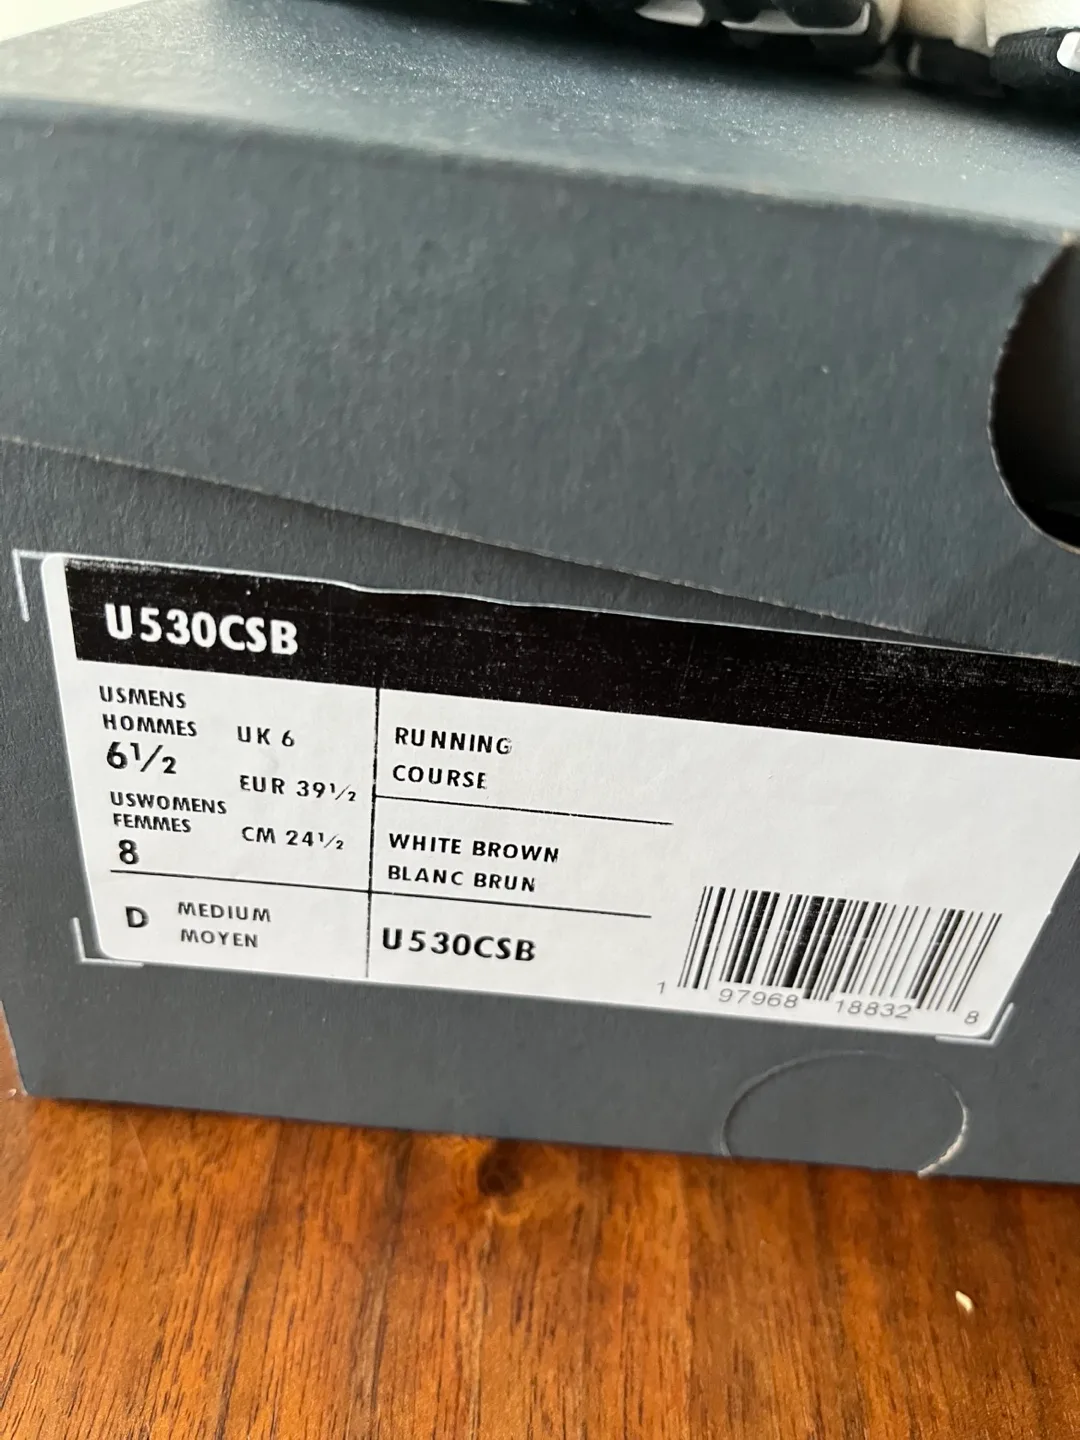 U530CSB
USMENS
HOMMES
6½
USWOMENS
FEMMES
8
UK 6
EUR 39½
CM 24½
D
MEDIUM
MOYEN
RUNNING
COURSE
WHITE BROWN
BLANC BRUN
U530CSB
1 97968 18832 8